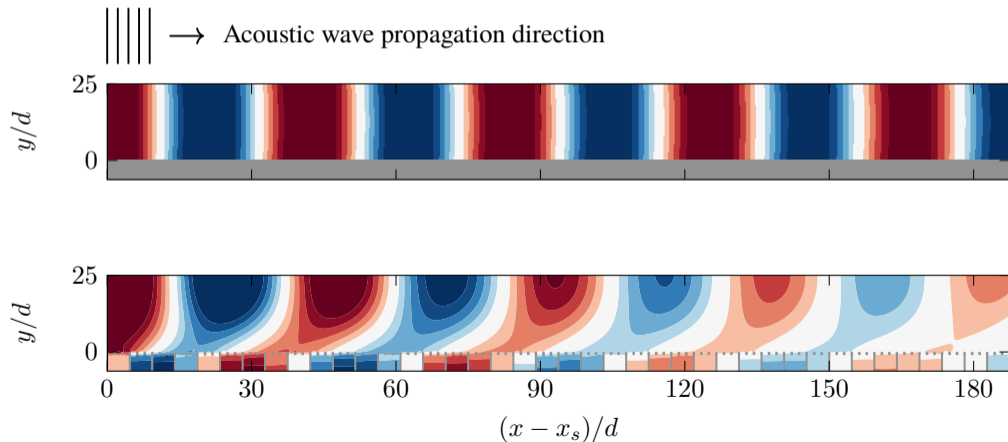 Acoustic wave propagation direction
25
y/d
0
25
y/d
0
0 30 60 90 120 150 180
(x − x_s)/d